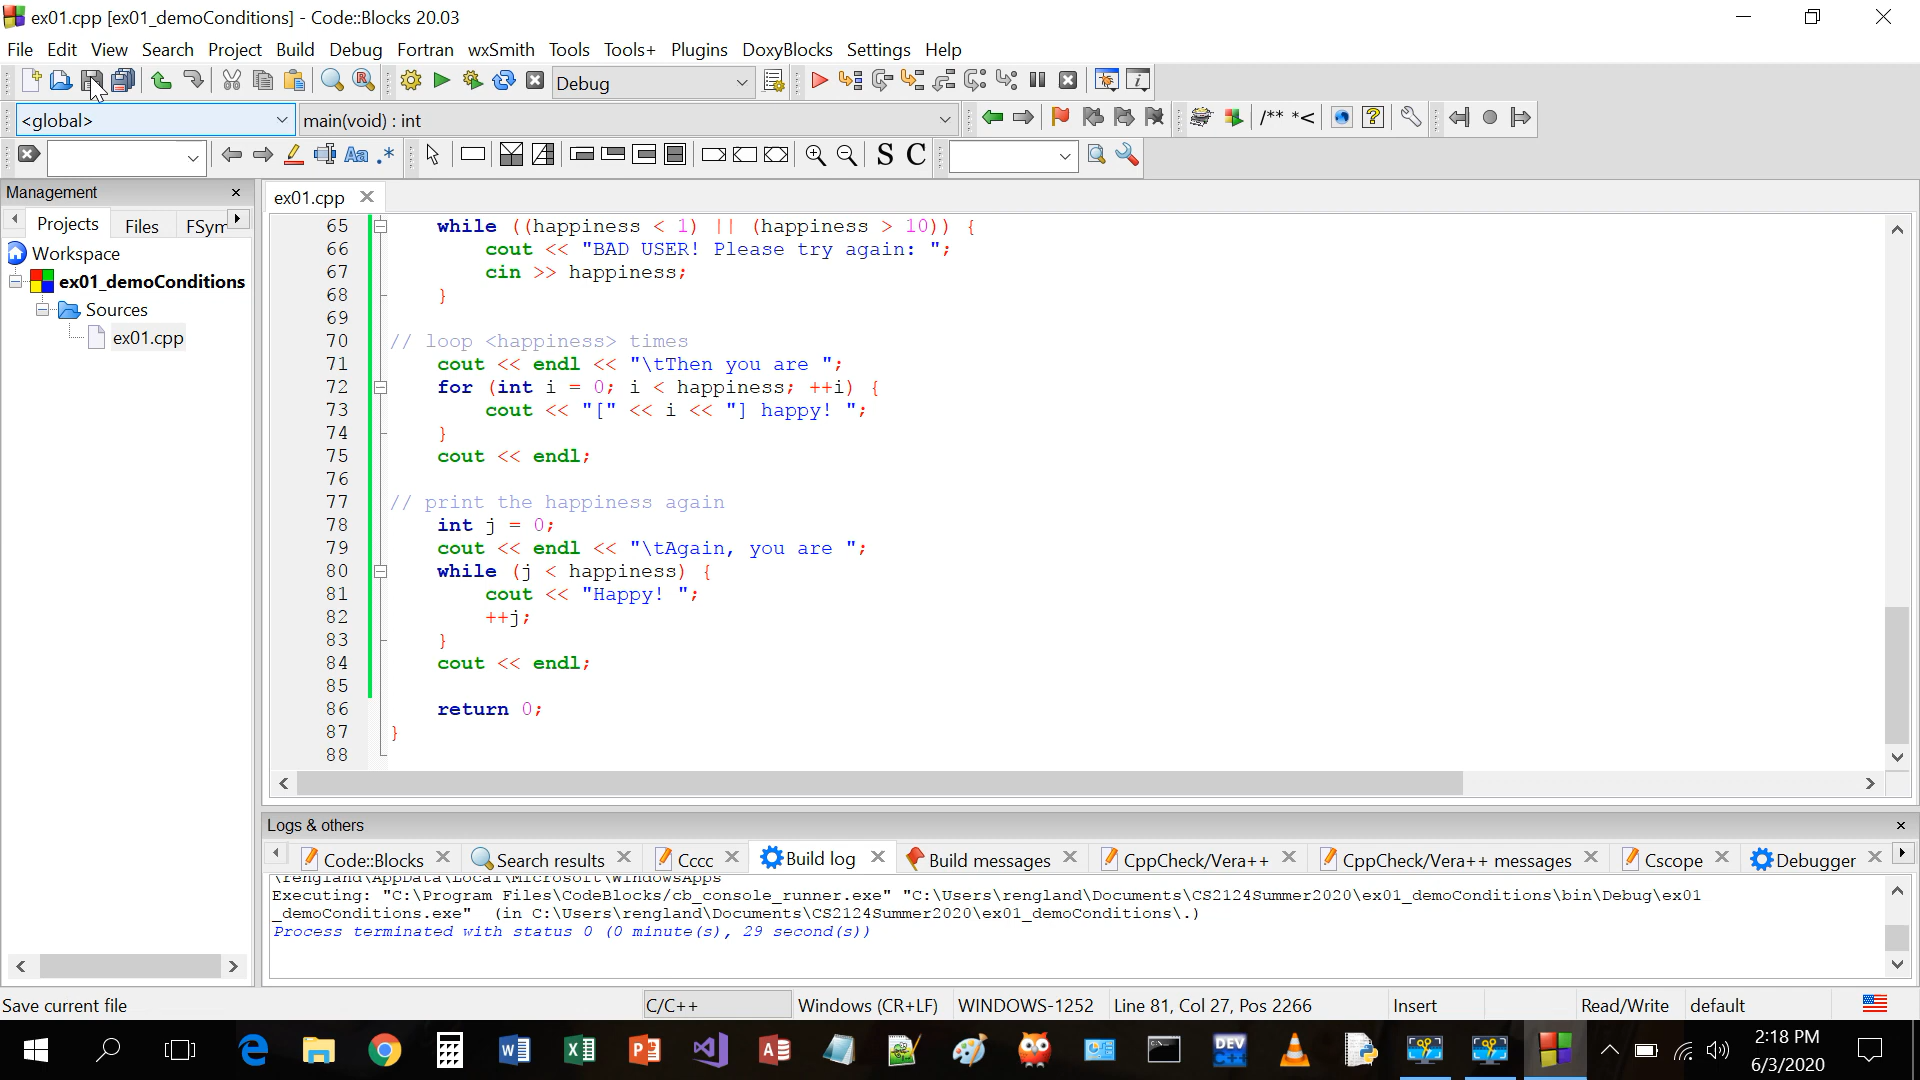 ex01.cpp [ex01_demoConditions] - Code::Blocks 20.03
File Edit View Search Project Build Debug Fortran wxSmith Tools Tools+ Plugins DoxyBlocks Settings Help
Debug
<global> main(void) : int
/** *<
Aa .* S C
Management
Projects Files FSym
Workspace
ex01_demoConditions
Sources
ex01.cpp
ex01.cpp
65 while ((happiness < 1) || (happiness > 10)) {
66 cout << "BAD USER! Please try again: ";
67 cin >> happiness;
68 }
69
70 // loop <happiness> times
71 cout << endl << "\tThen you are ";
72 for (int i = 0; i < happiness; ++i) {
73 cout << "[" << i << "] happy! ";
74 }
75 cout << endl;
76
77 // print the happiness again
78 int j = 0;
79 cout << endl << "\tAgain, you are ";
80 while (j < happiness) {
81 cout << "Happy! ";
82 ++j;
83 }
84 cout << endl;
85
86 return 0;
87 }
88
Logs & others
Code::Blocks Search results Cccc Build log Build messages CppCheck/Vera++ CppCheck/Vera++ messages Cscope Debugger
\rengland\AppData\Local\Microsoft\WindowsApps
Executing: "C:\Program Files\CodeBlocks/cb_console_runner.exe" "C:\Users\rengland\Documents\CS2124Summer2020\ex01_demoConditions\bin\Debug\ex01
_demoConditions.exe" (in C:\Users\rengland\Documents\CS2124Summer2020\ex01_demoConditions\.)
Process terminated with status 0 (0 minute(s), 29 second(s))
Save current file C/C++ Windows (CR+LF) WINDOWS-1252 Line 81, Col 27, Pos 2266 Insert Read/Write default
DEV
2:18 PM
6/3/2020